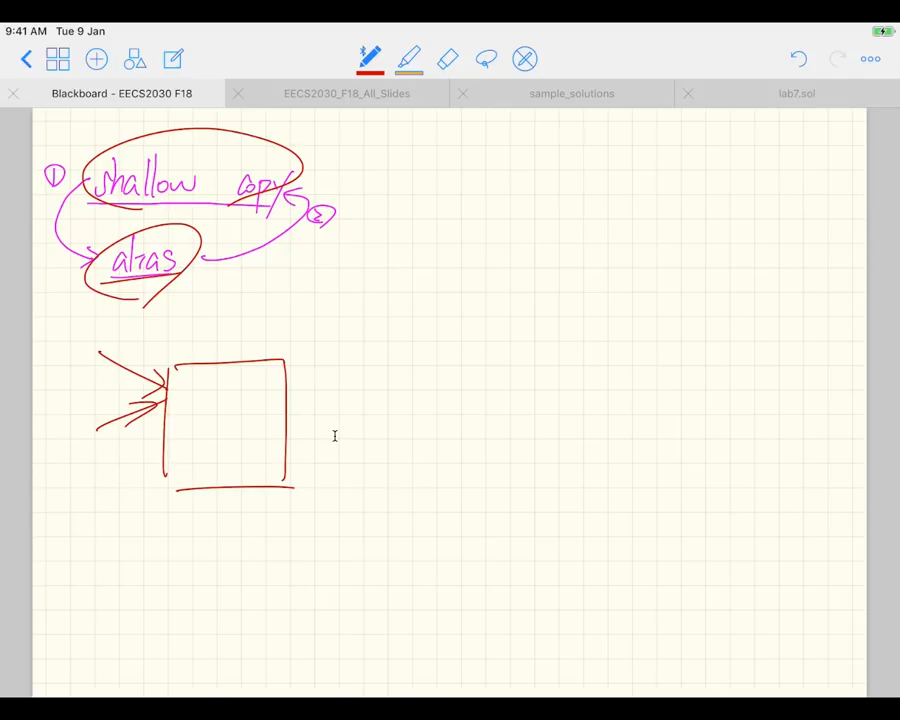 9:41 AM Tue 9 Jan
Blackboard - EECS2030 F18 EECS2030_F18_All_Slides sample_solutions lab7.sol
① shallow copy
②
alias